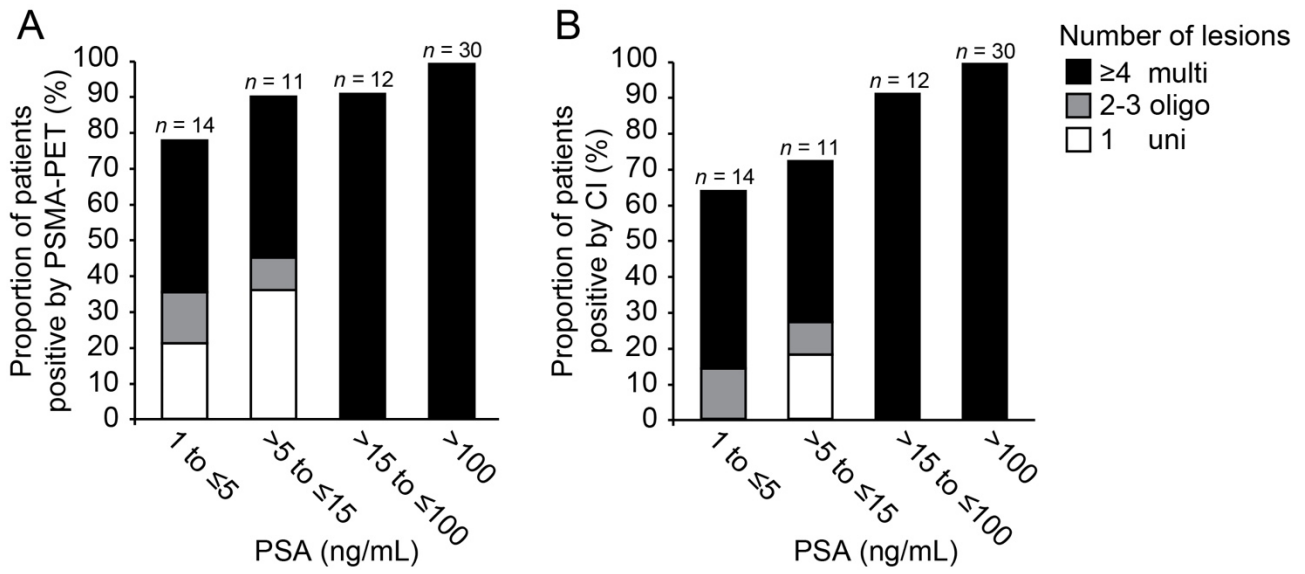 A
Proportion of patients
positive by PSMA-PET (%)
100
90
80
70
60
50
40
30
20
10
0
n = 14
n = 11
n = 12
n = 30
1 to ≤5
>5 to ≤15
>15 to ≤100
>100
PSA (ng/mL)
B
Proportion of patients
positive by CI (%)
100
90
80
70
60
50
40
30
20
10
0
n = 14
n = 11
n = 12
n = 30
1 to ≤5
>5 to ≤15
>15 to ≤100
>100
PSA (ng/mL)
Number of lesions
≥4 multi
2-3 oligo
1 uni